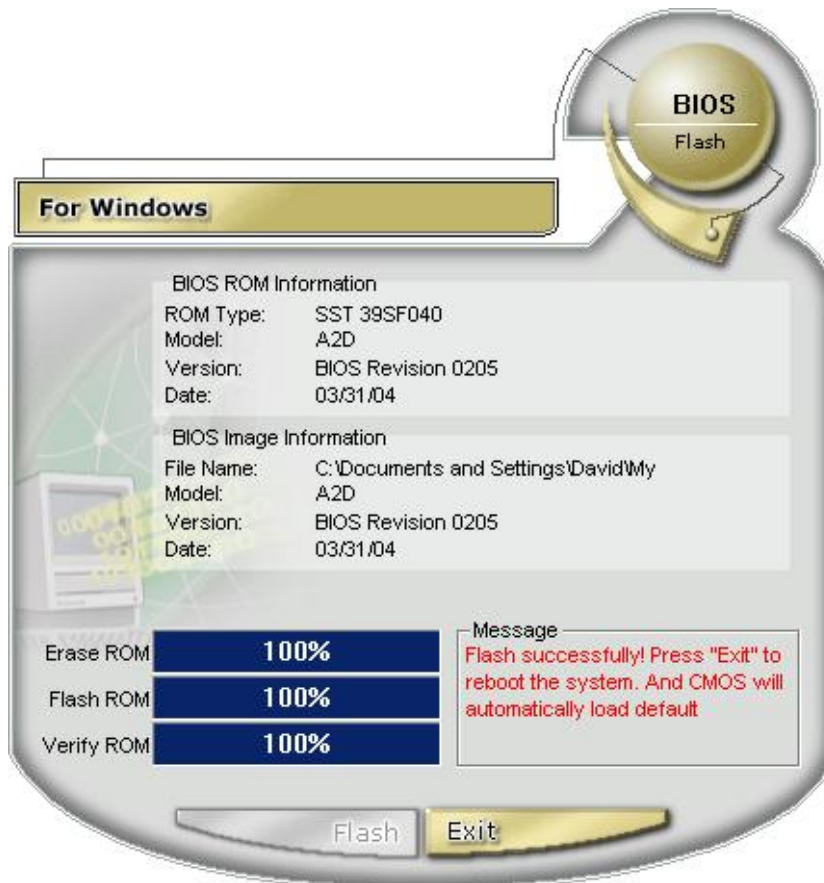 BIOS
Flash
For Windows
BIOS ROM Information
ROM Type: SST 39SF040
Model: A2D
Version: BIOS Revision 0205
Date: 03/31/04
BIOS Image Information
File Name: C:\Documents and Settings\David\My
Model: A2D
Version: BIOS Revision 0205
Date: 03/31/04
Erase ROM 100%
Flash ROM 100%
Verify ROM 100%
Message
Flash successfully! Press "Exit" to
reboot the system. And CMOS will
automatically load default
Flash
Exit